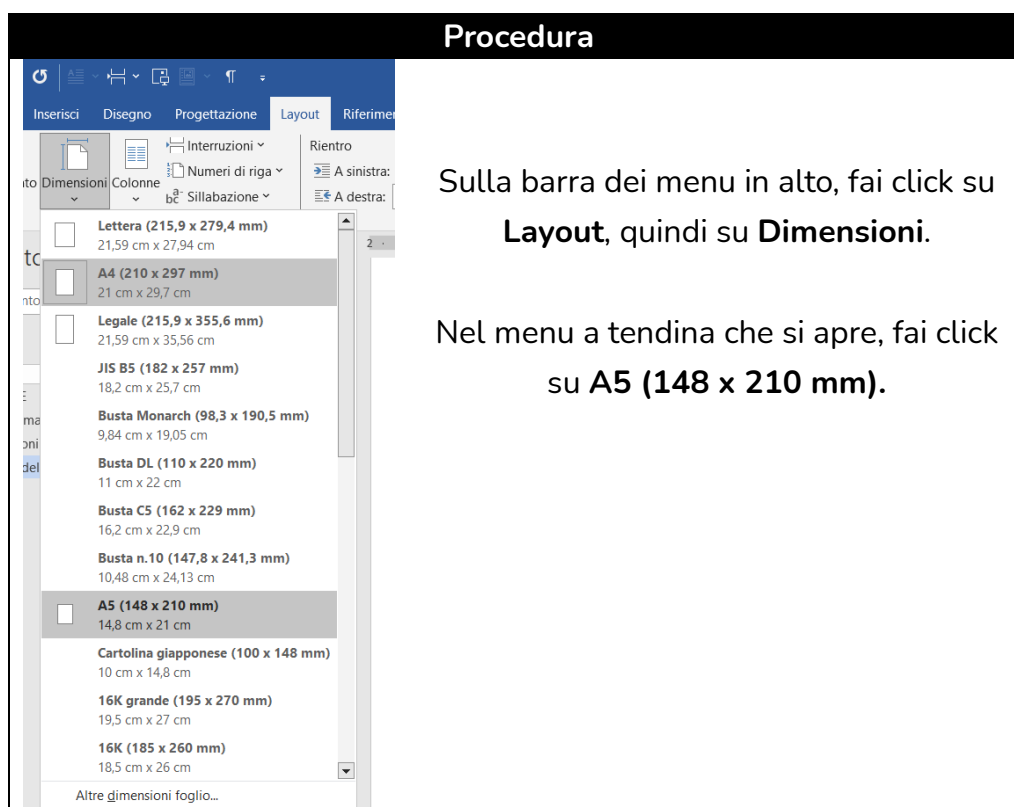 Procedura
Inserisci Disegno Progettazione Layout Riferime
Interruzioni Rientro
Numeri di riga A sinistra:
to Dimensioni Colonne
Sillabazione A destra:
Lettera (215,9 x 279,4 mm)
21,59 cm x 27,94 cm
2
A4 (210 x 297 mm)
21 cm x 29,7 cm
Legale (215,9 x 355,6 mm)
21,59 cm x 35,56 cm
JIS B5 (182 x 257 mm)
18,2 cm x 25,7 cm
Busta Monarch (98,3 x 190,5 mm)
9,84 cm x 19,05 cm
Busta DL (110 x 220 mm)
11 cm x 22 cm
Busta C5 (162 x 229 mm)
16,2 cm x 22,9 cm
Busta n.10 (147,8 x 241,3 mm)
10,48 cm x 24,13 cm
A5 (148 x 210 mm)
14,8 cm x 21 cm
Cartolina giapponese (100 x 148 mm)
10 cm x 14,8 cm
16K grande (195 x 270 mm)
19,5 cm x 27 cm
16K (185 x 260 mm)
18,5 cm x 26 cm
Altre dimensioni foglio...
Sulla barra dei menu in alto, fai click su
Layout, quindi su Dimensioni.
Nel menu a tendina che si apre, fai click
su A5 (148 x 210 mm).